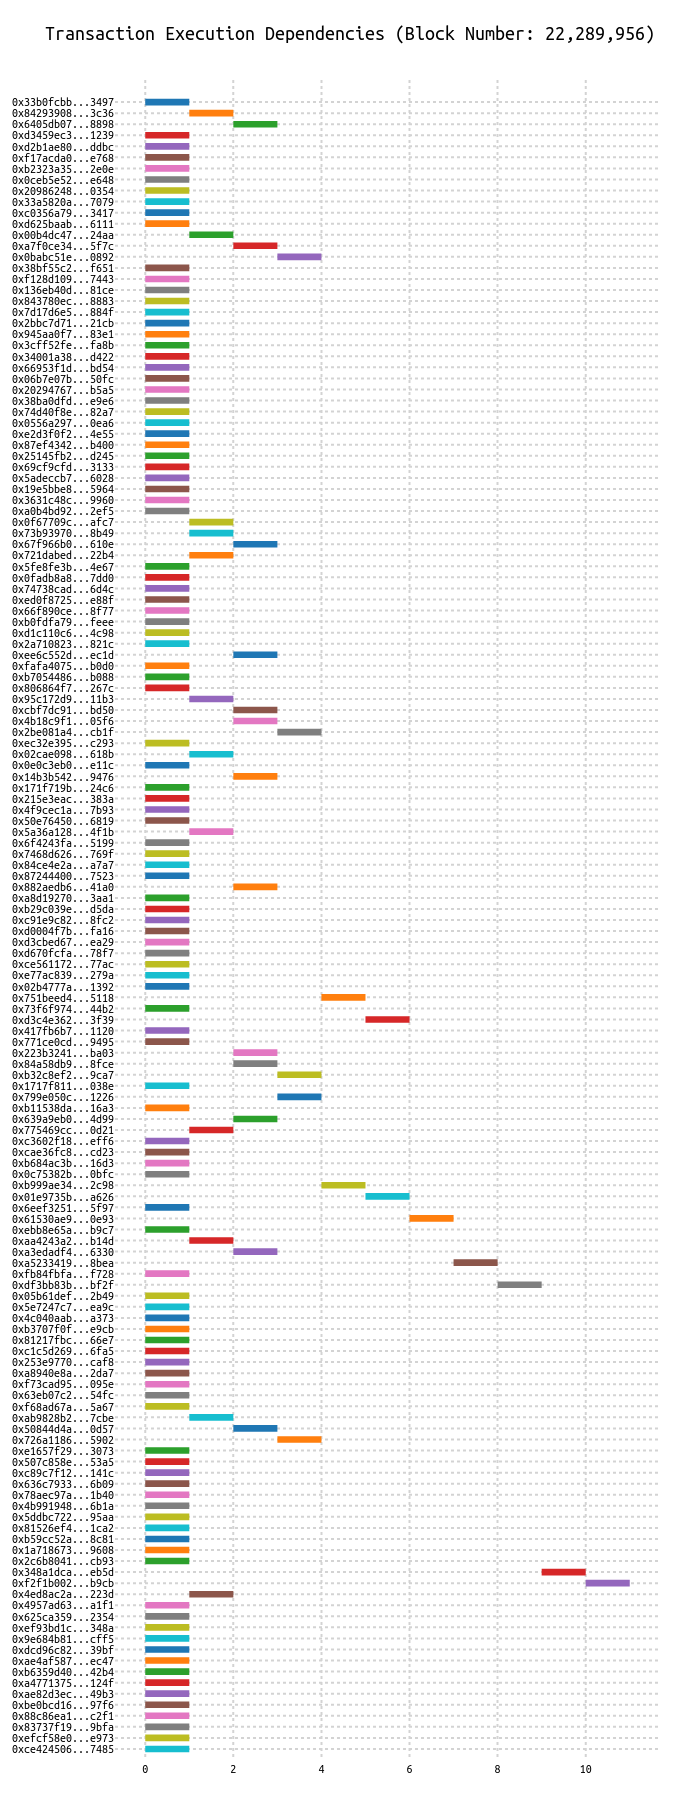 Transaction Execution Dependencies (Block Number: 22,289,956)
0x33b0fcbb...3497
0x84293908...3c36
0x6405db07...8898
0xd3459ec3...1239
0xd2b1ae80...ddbc
0xf17acda0...e768
0xb2323a35...2e0e
0x0ceb5e52...e648
0x20986248...0354
0x33a5820a...7079
0xc0356a79...3417
0xd625baab...6111
0x00b4dc47...24aa
0xa7f0ce34...5f7c
0x0babc51e...0892
0x38bf55c2...f651
0xf128d109...7443
0x136eb40d...81ce
0x843780ec...8883
0x7d17d6e5...884f
0x2bbc7d71...21cb
0x945aa0f7...83e1
0x3cff52fe...fa8b
0x34001a38...d422
0x66953f1d...bd54
0x06b7e07b...50fc
0x20294767...b5a5
0x38ba0dfd...e9e6
0x74d40f8e...82a7
0x0556a297...0ea6
0xe2d3f0f2...4e55
0x87ef4342...b400
0x25145fb2...d245
0x69cf9cfd...3133
0x5adeccb7...6028
0x19e5bbe8...5964
0x3631c48c...9960
0xa0b4bd92...2ef5
0x0f67709c...afc7
0x73b93970...8b49
0x67f966b0...610e
0x721dabed...22b4
0x5fe8fe3b...4e67
0x0fadb8a8...7dd0
0x74738cad...6d4c
0xed0f8725...e88f
0x66f890ce...8f77
0xb0fdfa79...feee
0xd1c110c6...4c98
0x2a710823...821c
0xee6c552d...ec1d
0xfafa4075...b0d0
0xb7054486...b088
0x806864f7...267c
0x95c172d9...11b3
0xcbf7dc91...bd50
0x4b18c9f1...05f6
0x2be081a4...cb1f
0xec32e395...c293
0x02cae098...618b
0x0e0c3eb0...e11c
0x14b3b542...9476
0x171f719b...24c6
0x215e3eac...383a
0x4f9cec1a...7b93
0x50e76450...6819
0x5a36a128...4f1b
0x6f4243fa...5199
0x7468d626...769f
0x84ce4e2a...a7a7
0x87244400...7523
0x882aedb6...41a0
0xa8d19270...3aa1
0xb29c039e...d5da
0xc91e9c82...8fc2
0xd0004f7b...fa16
0xd3cbed67...ea29
0xd670fcfa...78f7
0xce561172...77ac
0xe77ac839...279a
0x02b4777a...1392
0x751beed4...5118
0x73f6f974...44b2
0xd3c4e362...3f39
0x417fb6b7...1120
0x771ce0cd...9495
0x223b3241...ba03
0x84a58db9...8fce
0xb32c8ef2...9ca7
0x1717f811...038e
0x799e050c...1226
0xb11538da...16a3
0x639a9eb0...4d99
0x775469cc...0d21
0xc3602f18...eff6
0xcae36fc8...cd23
0xb684ac3b...16d3
0x0c75382b...0bfc
0xb999ae34...2c98
0x01e9735b...a626
0x6eef3251...5f97
0x61530ae9...0e93
0xebb8e65a...b9c7
0xaa4243a2...b14d
0xa3edadf4...6330
0xa5233419...8bea
0xfb84fbfa...f728
0xdf3bb83b...bf2f
0x05b61def...2b49
0x5e7247c7...ea9c
0x4c040aab...a373
0xb3707f0f...e9cb
0x81217fbc...66e7
0xc1c5d269...6fa5
0x253e9770...caf8
0xa8940e8a...2da7
0xf73cad95...095e
0x63eb07c2...54fc
0xf68ad67a...5a67
0xab9828b2...7cbe
0x50844d4a...0d57
0x726a1186...5902
0xe1657f29...3073
0x507c858e...53a5
0xc89c7f12...141c
0x636c7933...6b09
0x78aec97a...1b40
0x4b991948...6b1a
0x5ddbc722...95aa
0x81526ef4...1ca2
0xb59cc52a...8c81
0x1a718673...9608
0x2c6b8041...cb93
0x348a1dca...eb5d
0xf2f1b002...b9cb
0x4ed8ac2a...223d
0x4957ad63...a1f1
0x625ca359...2354
0xef93bd1c...348a
0x9e684b81...cff5
0xdcd96c82...39bf
0xae4af587...ec47
0xb6359d40...42b4
0xa4771375...124f
0xae82d3ec...49b3
0xbe0bcd16...97f6
0x88c86ea1...c2f1
0x83737f19...9bfa
0xefcf58e0...e973
0xce424506...7485
0 2 4 6 8 10